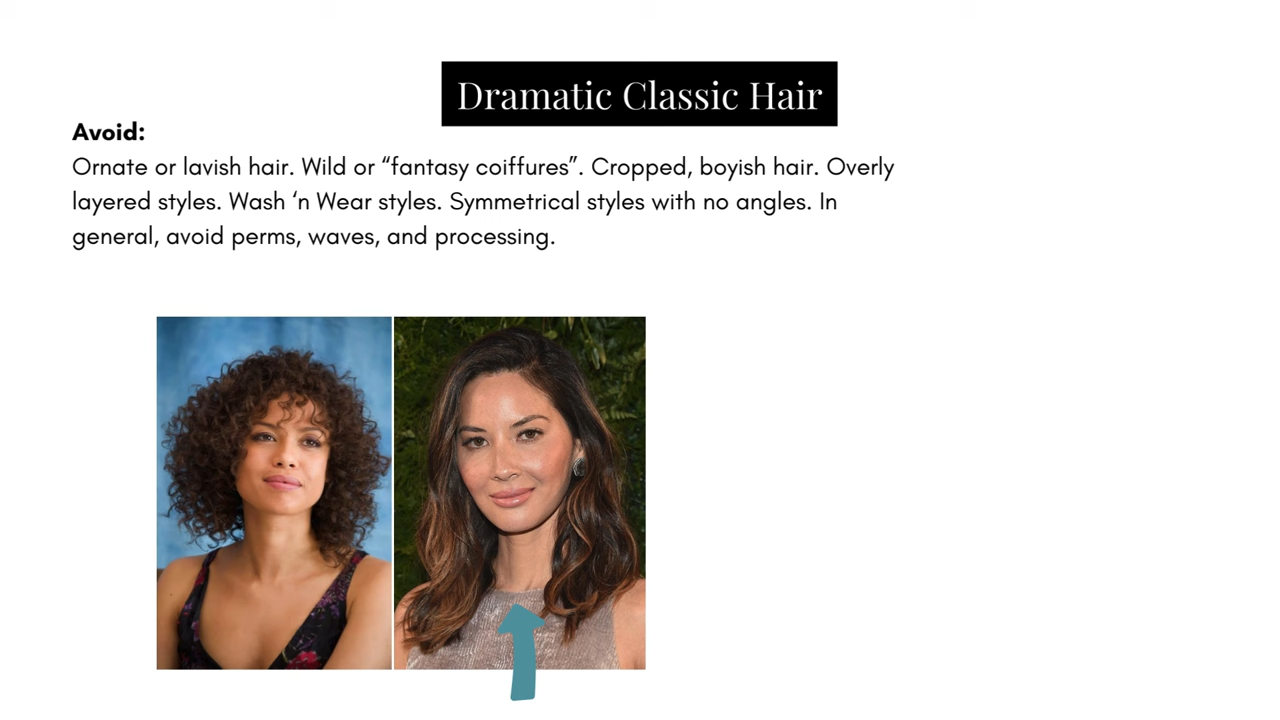 Dramatic Classic Hair
Avoid:
Ornate or lavish hair. Wild or “fantasy coiffures”. Cropped, boyish hair. Overly
layered styles. Wash ‘n Wear styles. Symmetrical styles with no angles. In
general, avoid perms, waves, and processing.